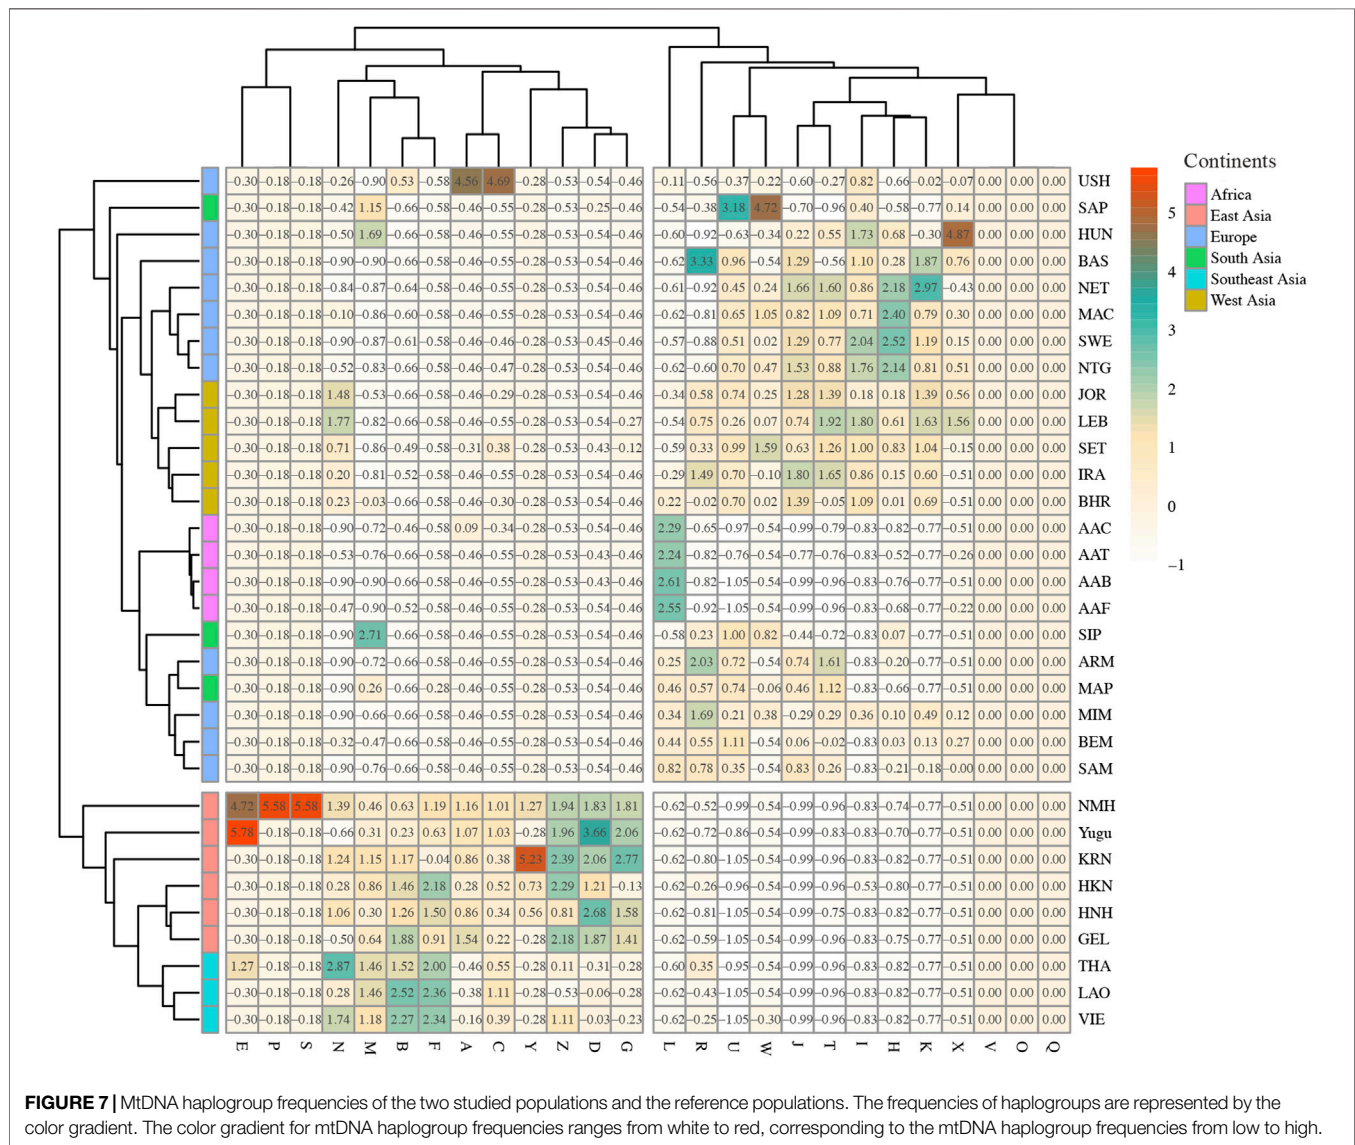 −0.30 −0.18 −0.18 −0.26 −0.90 0.53 −0.58 4.56 4.69 −0.28 −0.53 −0.54 −0.46 −0.11 −0.56 −0.37 −0.22 −0.60 −0.27 0.82 −0.66 −0.02 −0.07 0.00 0.00 0.00 USH
−0.30 −0.18 −0.18 −0.42 1.15 −0.66 −0.58 −0.46 −0.55 −0.28 −0.53 −0.25 −0.46 −0.54 −0.38 3.18 4.72 −0.70 −0.96 0.40 −0.58 −0.77 0.14 0.00 0.00 0.00 SAP
−0.30 −0.18 −0.18 −0.50 1.69 −0.66 −0.58 −0.46 −0.55 −0.28 −0.53 −0.54 −0.46 −0.60 −0.92 −0.63 −0.34 0.22 0.55 1.73 0.68 −0.30 4.87 0.00 0.00 0.00 HUN
−0.30 −0.18 −0.18 −0.90 −0.90 −0.66 −0.58 −0.46 −0.55 −0.28 −0.53 −0.54 −0.46 −0.62 3.33 0.96 −0.54 1.29 −0.56 1.10 0.28 1.87 0.76 0.00 0.00 0.00 BAS
−0.30 −0.18 −0.18 −0.84 −0.87 −0.64 −0.58 −0.46 −0.55 −0.28 −0.53 −0.54 −0.46 −0.61 −0.92 0.45 0.24 1.66 1.60 0.86 2.18 2.97 −0.43 0.00 0.00 0.00 NET
−0.30 −0.18 −0.18 −0.10 −0.86 −0.60 −0.58 −0.46 −0.55 −0.28 −0.53 −0.54 −0.46 −0.62 −0.81 0.65 1.05 0.82 1.09 0.71 2.40 0.79 0.30 0.00 0.00 0.00 MAC
−0.30 −0.18 −0.18 −0.90 −0.87 −0.61 −0.58 −0.46 −0.46 −0.28 −0.53 −0.45 −0.46 −0.57 −0.88 0.51 0.02 1.29 0.77 2.04 2.52 1.19 0.15 0.00 0.00 0.00 SWE
−0.30 −0.18 −0.18 −0.52 −0.83 −0.66 −0.58 −0.46 −0.47 −0.28 −0.53 −0.54 −0.46 −0.62 −0.60 0.70 0.47 1.53 0.88 1.76 2.14 0.81 0.51 0.00 0.00 0.00 NTG
−0.30 −0.18 −0.18 1.48 −0.53 −0.66 −0.58 −0.46 −0.29 −0.28 −0.53 −0.54 −0.46 −0.34 0.58 0.74 0.25 1.28 1.39 0.18 0.18 1.39 0.56 0.00 0.00 0.00 JOR
−0.30 −0.18 −0.18 1.77 −0.82 −0.66 −0.58 −0.46 −0.55 −0.28 −0.53 −0.54 −0.27 −0.54 0.75 0.26 0.07 0.74 1.92 1.80 0.61 1.63 1.56 0.00 0.00 0.00 LEB
−0.30 −0.18 −0.18 0.71 −0.86 −0.49 −0.58 −0.31 0.38 −0.28 −0.53 −0.43 −0.12 −0.59 0.33 0.99 1.59 0.63 1.26 1.00 0.83 1.04 −0.15 0.00 0.00 0.00 SET
−0.30 −0.18 −0.18 0.20 −0.81 −0.52 −0.58 −0.46 −0.55 −0.28 −0.53 −0.54 −0.46 −0.29 1.49 0.70 −0.10 1.80 1.65 0.86 0.15 0.60 −0.51 0.00 0.00 0.00 IRA
−0.30 −0.18 −0.18 0.23 −0.03 −0.66 −0.58 −0.46 −0.30 −0.28 −0.53 −0.54 −0.46 0.22 −0.02 0.70 0.02 1.39 −0.05 1.09 0.01 0.69 −0.51 0.00 0.00 0.00 BHR
−0.30 −0.18 −0.18 −0.90 −0.72 −0.46 −0.58 0.09 −0.34 −0.28 −0.53 −0.54 −0.46 2.29 −0.65 −0.97 −0.54 −0.99 −0.79 −0.83 −0.82 −0.77 −0.51 0.00 0.00 0.00 AAC
−0.30 −0.18 −0.18 −0.53 −0.76 −0.66 −0.58 −0.46 −0.55 −0.28 −0.53 −0.43 −0.46 2.24 −0.82 −0.76 −0.54 −0.77 −0.76 −0.83 −0.52 −0.77 −0.26 0.00 0.00 0.00 AAT
−0.30 −0.18 −0.18 −0.90 −0.90 −0.66 −0.58 −0.46 −0.55 −0.28 −0.53 −0.43 −0.46 2.61 −0.82 −1.05 −0.54 −0.99 −0.96 −0.83 −0.76 −0.77 −0.51 0.00 0.00 0.00 AAB
−0.30 −0.18 −0.18 −0.47 −0.90 −0.52 −0.58 −0.46 −0.55 −0.28 −0.53 −0.54 −0.46 2.55 −0.92 −1.05 −0.54 −0.99 −0.96 −0.83 −0.68 −0.77 −0.22 0.00 0.00 0.00 AAF
−0.30 −0.18 −0.18 −0.90 2.71 −0.66 −0.58 −0.46 −0.55 −0.28 −0.53 −0.54 −0.46 −0.58 0.23 1.00 0.82 −0.44 −0.72 −0.83 0.07 −0.77 −0.51 0.00 0.00 0.00 SIP
−0.30 −0.18 −0.18 −0.90 −0.72 −0.66 −0.58 −0.46 −0.55 −0.28 −0.53 −0.54 −0.46 0.25 2.03 0.72 −0.54 0.74 1.61 −0.83 −0.20 −0.77 −0.51 0.00 0.00 0.00 ARM
−0.30 −0.18 −0.18 −0.90 0.26 −0.66 −0.28 −0.46 −0.55 −0.28 −0.53 −0.54 −0.46 0.46 0.57 0.74 −0.06 0.46 1.12 −0.83 −0.66 −0.77 −0.51 0.00 0.00 0.00 MAP
−0.30 −0.18 −0.18 −0.90 −0.66 −0.66 −0.58 −0.46 −0.55 −0.28 −0.53 −0.54 −0.46 0.34 1.69 0.21 0.38 −0.29 0.29 0.36 0.10 0.49 0.12 0.00 0.00 0.00 MIM
−0.30 −0.18 −0.18 −0.32 −0.47 −0.66 −0.58 −0.46 −0.55 −0.28 −0.53 −0.54 −0.46 0.44 0.55 1.11 −0.54 0.06 −0.02 −0.83 0.03 0.13 0.27 0.00 0.00 0.00 BEM
−0.30 −0.18 −0.18 −0.90 −0.76 −0.66 −0.58 −0.46 −0.55 −0.28 −0.53 −0.54 −0.46 0.82 0.78 0.35 −0.54 0.83 0.26 −0.83 −0.21 −0.18 −0.00 0.00 0.00 0.00 SAM
4.72 5.58 5.58 1.39 0.46 0.63 1.19 1.16 1.01 1.27 1.94 1.83 1.81 −0.62 −0.52 −0.99 −0.54 −0.99 −0.96 −0.83 −0.74 −0.77 −0.51 0.00 0.00 0.00 NMH
5.78 −0.18 −0.18 −0.66 0.31 0.23 0.63 1.07 1.03 −0.28 1.96 3.66 2.06 −0.62 −0.72 −0.86 −0.54 −0.99 −0.83 −0.83 −0.70 −0.77 −0.51 0.00 0.00 0.00 Yugu
−0.30 −0.18 −0.18 1.24 1.15 1.17 −0.04 0.86 0.38 5.23 2.39 2.06 2.77 −0.62 −0.80 −1.05 −0.54 −0.99 −0.96 −0.83 −0.82 −0.77 −0.51 0.00 0.00 0.00 KRN
−0.30 −0.18 −0.18 0.28 0.86 1.46 2.18 0.28 0.52 0.73 2.29 1.21 −0.13 −0.62 −0.26 −0.96 −0.54 −0.99 −0.96 −0.53 −0.80 −0.77 −0.51 0.00 0.00 0.00 HKN
−0.30 −0.18 −0.18 1.06 0.30 1.26 1.50 0.86 0.34 0.56 0.81 2.68 1.58 −0.62 −0.81 −1.05 −0.54 −0.99 −0.75 −0.83 −0.82 −0.77 −0.51 0.00 0.00 0.00 HNH
−0.30 −0.18 −0.18 −0.50 0.64 1.88 0.91 1.54 0.22 −0.28 2.18 1.87 1.41 −0.62 −0.59 −1.05 −0.54 −0.99 −0.96 −0.83 −0.75 −0.77 −0.51 0.00 0.00 0.00 GEL
1.27 −0.18 −0.18 2.87 1.46 1.52 2.00 −0.46 0.55 −0.28 0.11 −0.31 −0.28 −0.60 0.35 −0.95 −0.54 −0.99 −0.96 −0.83 −0.82 −0.77 −0.51 0.00 0.00 0.00 THA
−0.30 −0.18 −0.18 0.28 1.46 2.52 2.36 −0.38 1.11 −0.28 −0.53 −0.06 −0.28 −0.62 −0.43 −1.05 −0.54 −0.99 −0.96 −0.83 −0.82 −0.77 −0.51 0.00 0.00 0.00 LAO
−0.30 −0.18 −0.18 1.74 1.18 2.27 2.34 −0.16 0.39 −0.28 1.11 −0.03 −0.23 −0.62 −0.25 −1.05 −0.30 −0.99 −0.96 −0.83 −0.82 −0.77 −0.51 0.00 0.00 0.00 VIE
E P S N M B F A C Y Z D G L R U W J T I H K X V O Q
5
4
3
2
1
0
−1
Continents
Africa
East Asia
Europe
South Asia
Southeast Asia
West Asia
FIGURE 7 | MtDNA haplogroup frequencies of the two studied populations and the reference populations. The frequencies of haplogroups are represented by the
color gradient. The color gradient for mtDNA haplogroup frequencies ranges from white to red, corresponding to the mtDNA haplogroup frequencies from low to high.